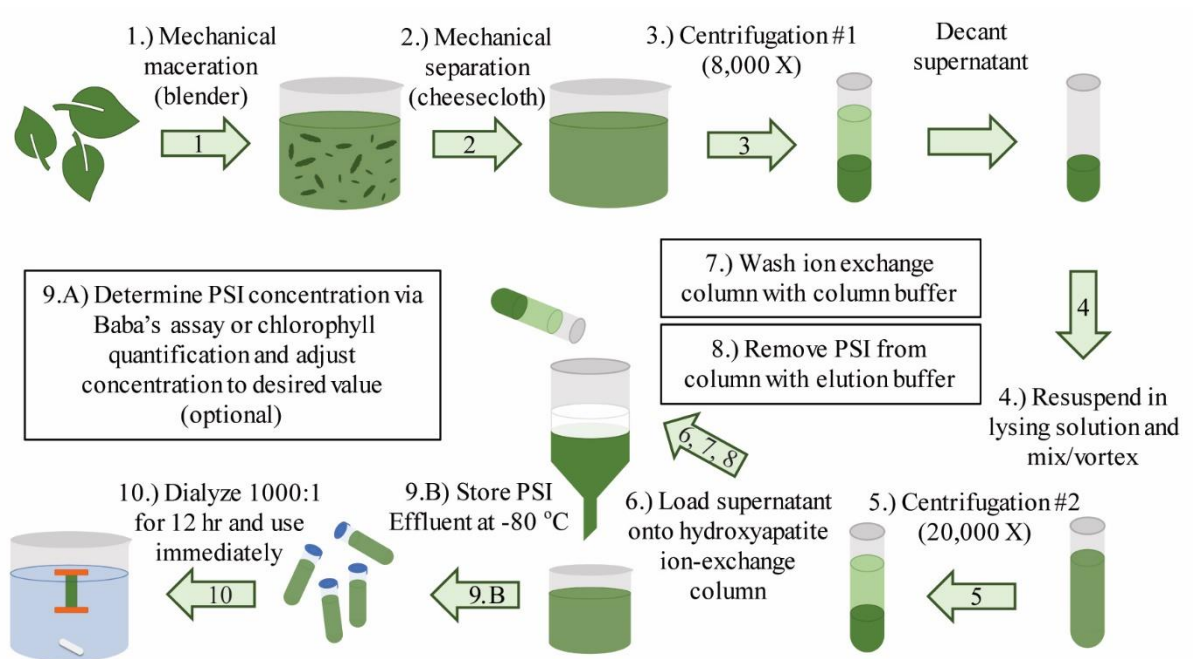 1.) Mechanical
maceration
(blender)
1
2.) Mechanical
separation
(cheesecloth)
2
3.) Centrifugation #1
(8,000 X)
3
Decant
supernatant
4
4.) Resuspend in
lysing solution and
mix/vortex
5.) Centrifugation #2
(20,000 X)
5
6.) Load supernatant
onto hydroxyapatite
ion-exchange
column
6, 7, 8
7.) Wash ion exchange
column with column buffer
8.) Remove PSI from
column with elution buffer
9.A) Determine PSI concentration via
Baba's assay or chlorophyll
quantification and adjust
concentration to desired value
(optional)
9.B) Store PSI
Effluent at -80 °C
9.B
10.) Dialyze 1000:1
for 12 hr and use
immediately
10